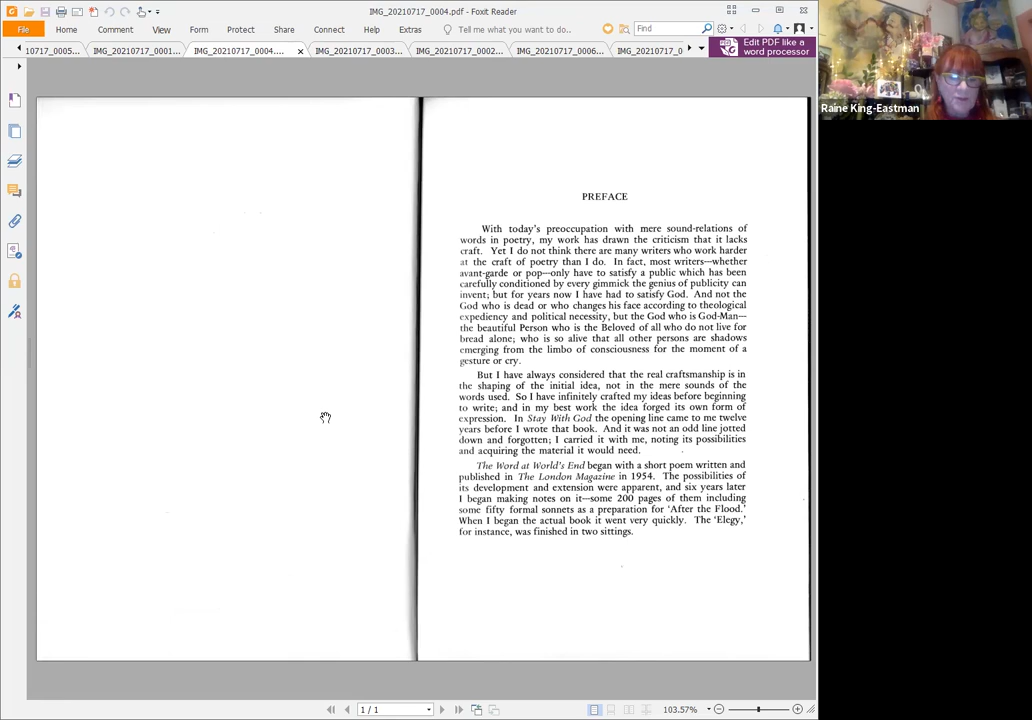 IMG_20210717_0004.pdf - Foxit Reader
File Home Comment View Form Protect Share Connect Help Extras Tell me what you want to do... Find
10717_0005... IMG_20210717_0001... IMG_20210717_0004.... IMG_20210717_0003... IMG_20210717_0002... IMG_20210717_0006... IMG_20210717_0
Edit PDF like a
word processor
Raine King-Eastman
PREFACE
With today's preoccupation with mere sound-relations of
words in poetry, my work has drawn the criticism that it lacks
craft. Yet I do not think there are many writers who work harder
at the craft of poetry than I do. In fact, most writers—whether
avant-garde or pop—only have to satisfy a public which has been
carefully conditioned by every gimmick the genius of publicity can
invent; but for years now I have had to satisfy God. And not the
God who is dead or who changes his face according to theological
expediency and political necessity, but the God who is God-Man—
the beautiful Person who is the Beloved of all who do not live for
bread alone; who is so alive that all other persons are shadows
emerging from the limbo of consciousness for the moment of a
gesture or cry.
But I have always considered that the real craftsmanship is in
the shaping of the initial idea, not in the mere sounds of the
words used. So I have infinitely crafted my ideas before beginning
to write; and in my best work the idea forged its own form of
expression. In Stay With God the opening line came to me twelve
years before I wrote that book. And it was not an odd line jotted
down and forgotten; I carried it with me, noting its possibilities
and acquiring the material it would need.
The Word at World's End began with a short poem written and
published in The London Magazine in 1954. The possibilities of
its development and extension were apparent, and six years later
I began making notes on it—some 200 pages of them including
some fifty formal sonnets as a preparation for 'After the Flood.'
When I began the actual book it went very quickly. The 'Elegy,'
for instance, was finished in two sittings.
1 / 1
103.57%